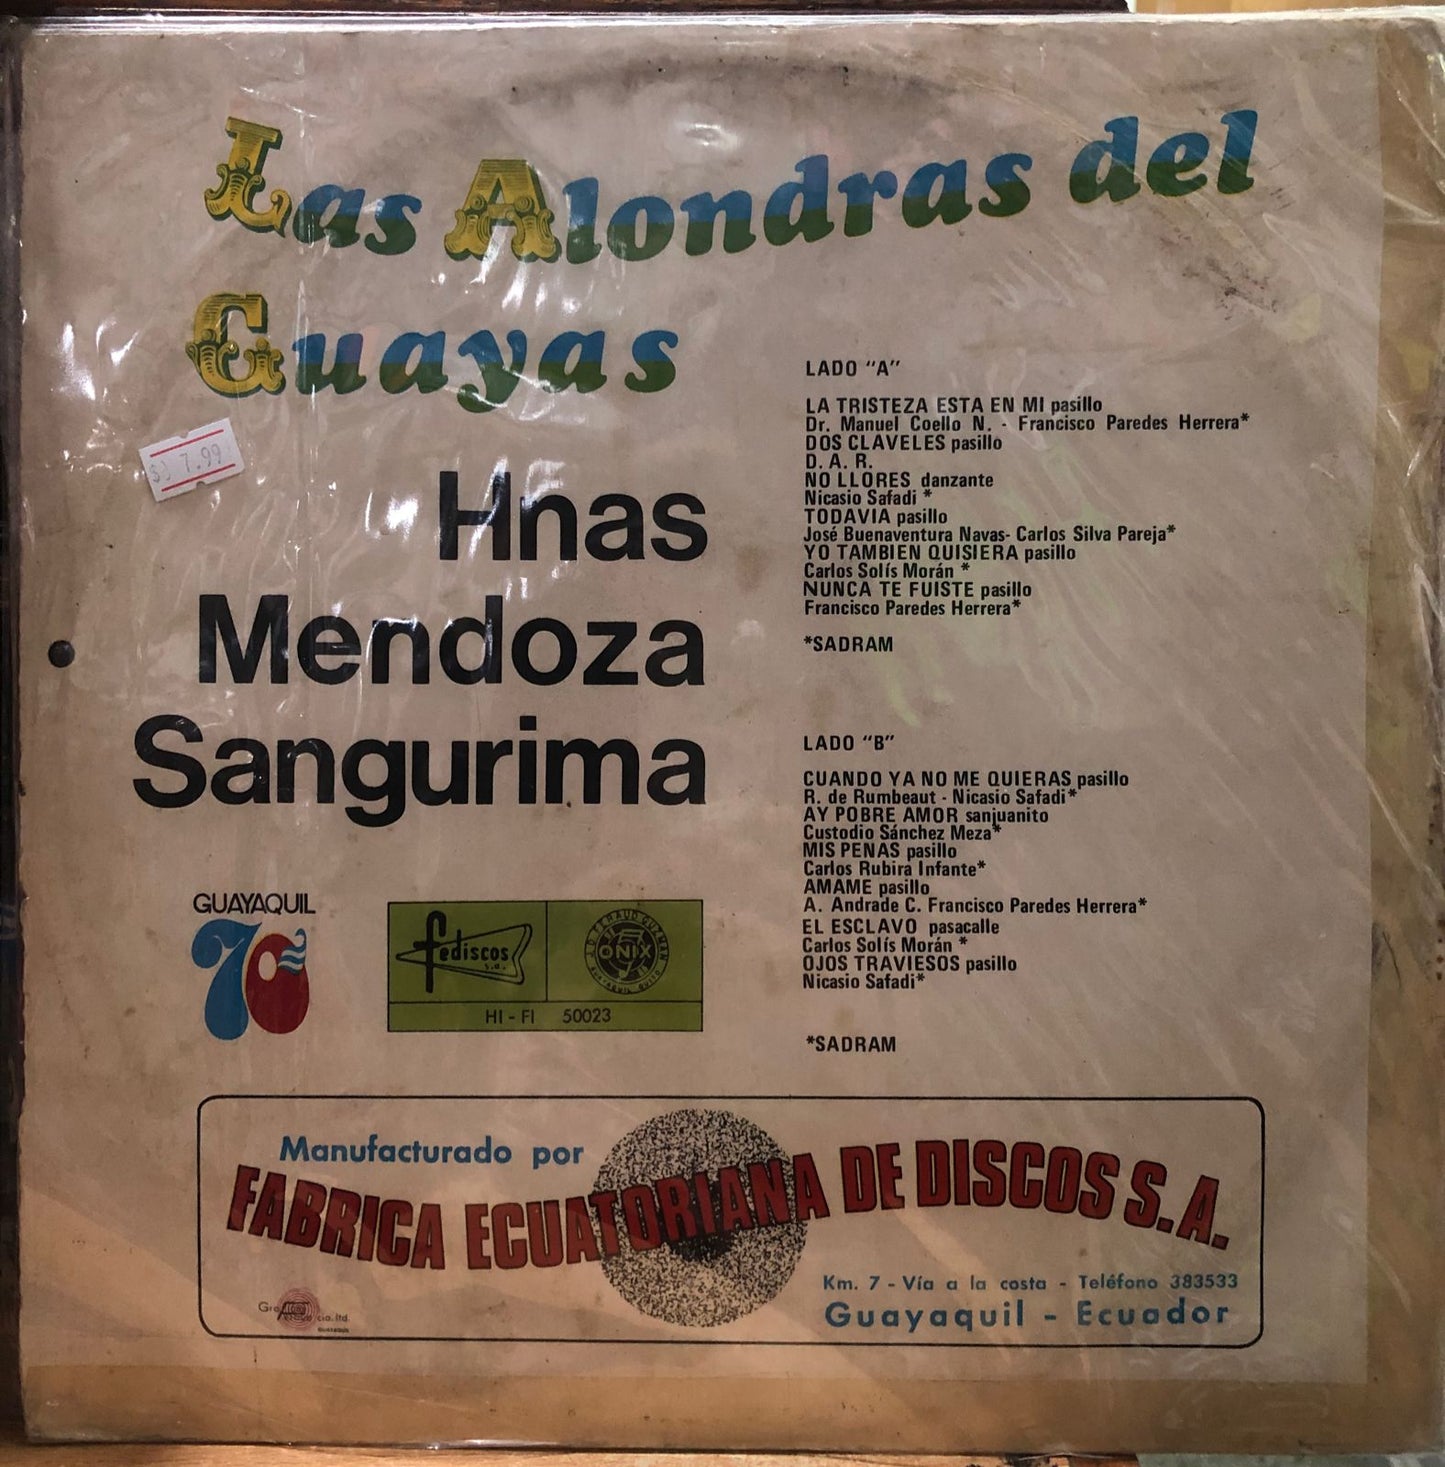 Las Alondras del
Guayas
$) 7.99
Hnas
Mendoza
Sangurima
LADO "A"
LA TRISTEZA ESTA EN MI pasillo
Dr. Manuel Coello N. - Francisco Paredes Herrera*
DOS CLAVELES pasillo
D. A. R.
NO LLORES danzante
Nicasio Safadi *
TODAVIA pasillo
José Buenaventura Navas- Carlos Silva Pareja*
YO TAMBIEN QUISIERA pasillo
Carlos Solís Morán *
NUNCA TE FUISTE pasillo
Francisco Paredes Herrera*
*SADRAM
LADO "B"
CUANDO YA NO ME QUIERAS pasillo
R. de Rumbeaut - Nicasio Safadi*
AY POBRE AMOR sanjuanito
Custodio Sánchez Meza*
MIS PENAS pasillo
Carlos Rubira Infante*
AMAME pasillo
A. Andrade C. Francisco Paredes Herrera*
EL ESCLAVO pasacalle
Carlos Solís Morán *
OJOS TRAVIESOS pasillo
Nicasio Safadi*
*SADRAM
GUAYAQUIL
70
fediscos
s.a.
J. D. FERAUD GUZMAN
ONIX
GUAYAQUIL QUITO
HI - FI 50023
Manufacturado por
FABRICA ECUATORIANA DE DISCOS S.A.
Km. 7 - Vía a la costa - Teléfono 383533
Guayaquil - Ecuador
cia. ltd.